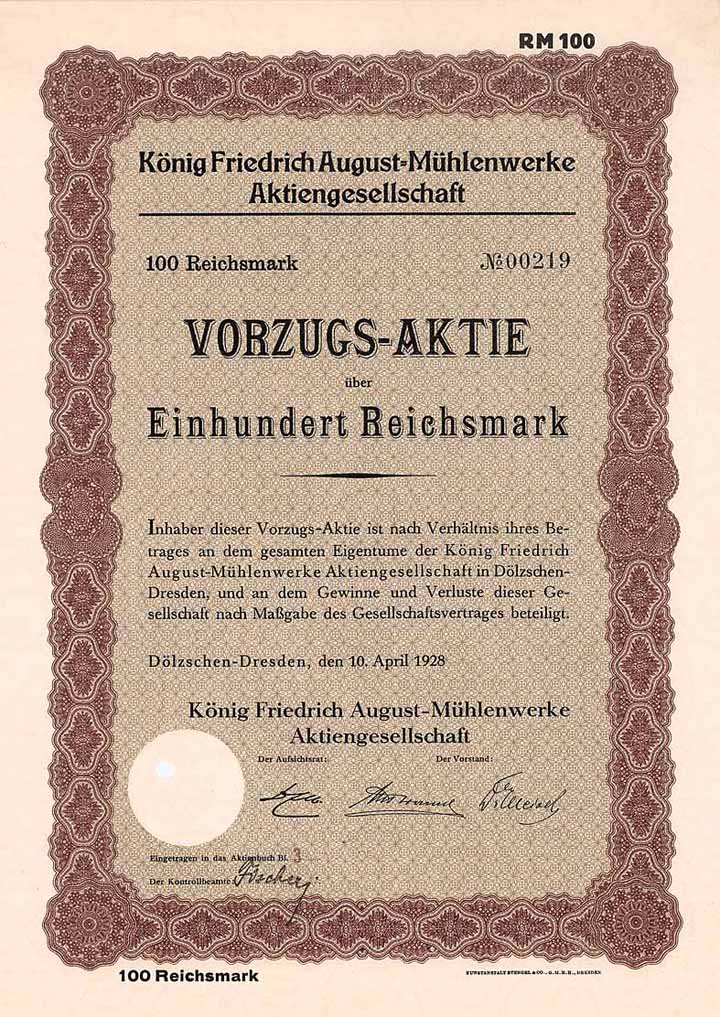 RM 100
König Friedrich August-Mühlenwerke
Aktiengesellschaft
100 Reichsmark №00219
VORZUGS-AKTIE
über
Einhundert Reichsmark
Inhaber dieser Vorzugs-Aktie ist nach Verhältnis ihres Be-
trages an dem gesamten Eigentume der König Friedrich
August-Mühlenwerke Aktiengesellschaft in Dölzschen-
Dresden, und an dem Gewinne und Verluste dieser Ge-
sellschaft nach Maßgabe des Gesellschaftsvertrages beteiligt.
Dölzschen-Dresden, den 10. April 1928
König Friedrich August-Mühlenwerke
Aktiengesellschaft
Der Aufsichtsrat: Der Vorstand:
Eingetragen in das Aktienbuch Bl. 3
Der Kontrollbeamte
100 Reichsmark
KUNSTANSTALT STENGEL & CO., G.M.B.H., DRESDEN